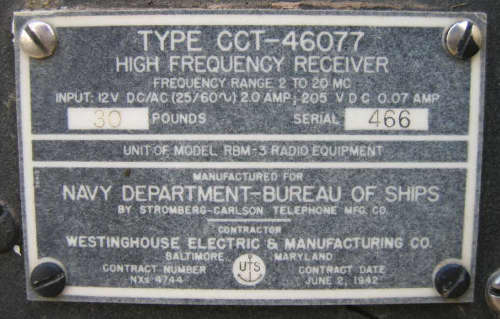 TYPE CCT-46077
HIGH FREQUENCY RECEIVER
FREQUENCY RANGE 2 TO 20 MC
INPUT: 12V DC/AC (25/60∿) 2.0 AMP; 205 V D C 0.07 AMP
30 POUNDS SERIAL 466
UNIT OF MODEL RBM-3 RADIO EQUIPMENT
MANUFACTURED FOR
NAVY DEPARTMENT-BUREAU OF SHIPS
BY STROMBERG-CARLSON TELEPHONE MFG. CO.
CONTRACTOR
WESTINGHOUSE ELECTRIC & MANUFACTURING CO.
BALTIMORE, MARYLAND
CONTRACT NUMBER UTS CONTRACT DATE
NXs 4744 JUNE 2, 1942